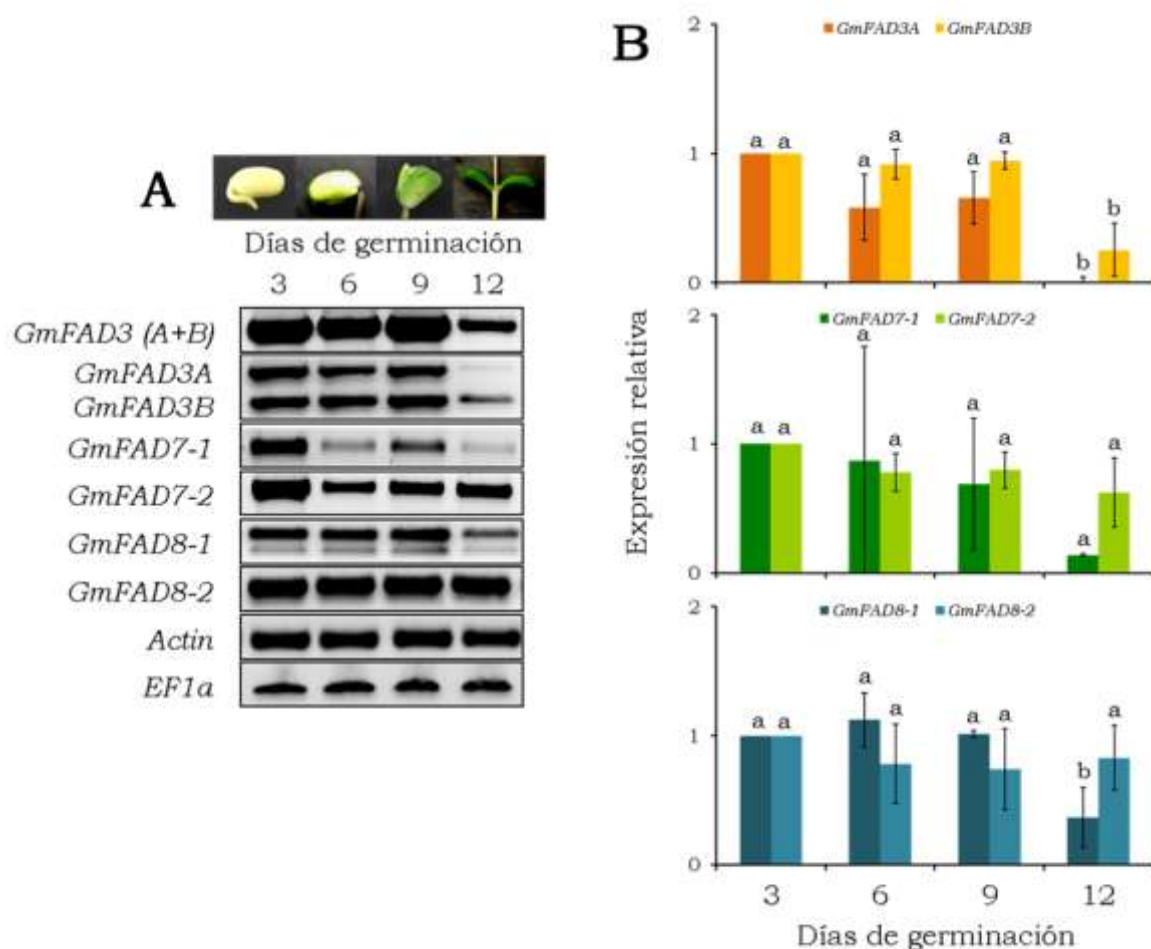 A
Días de germinación
3 6 9 12
GmFAD3 (A+B)
GmFAD3A
GmFAD3B
GmFAD7-1
GmFAD7-2
GmFAD8-1
GmFAD8-2
Actin
EF1a
B
Expresión relativa
2
GmFAD3A GmFAD3B
a a a a a a
1
b b
0
2
GmFAD7-1 GmFAD7-2
a a a a a a a a
1
0
2
GmFAD8-1 GmFAD8-2
a a a a a a b a
1
0
3 6 9 12
Días de germinación